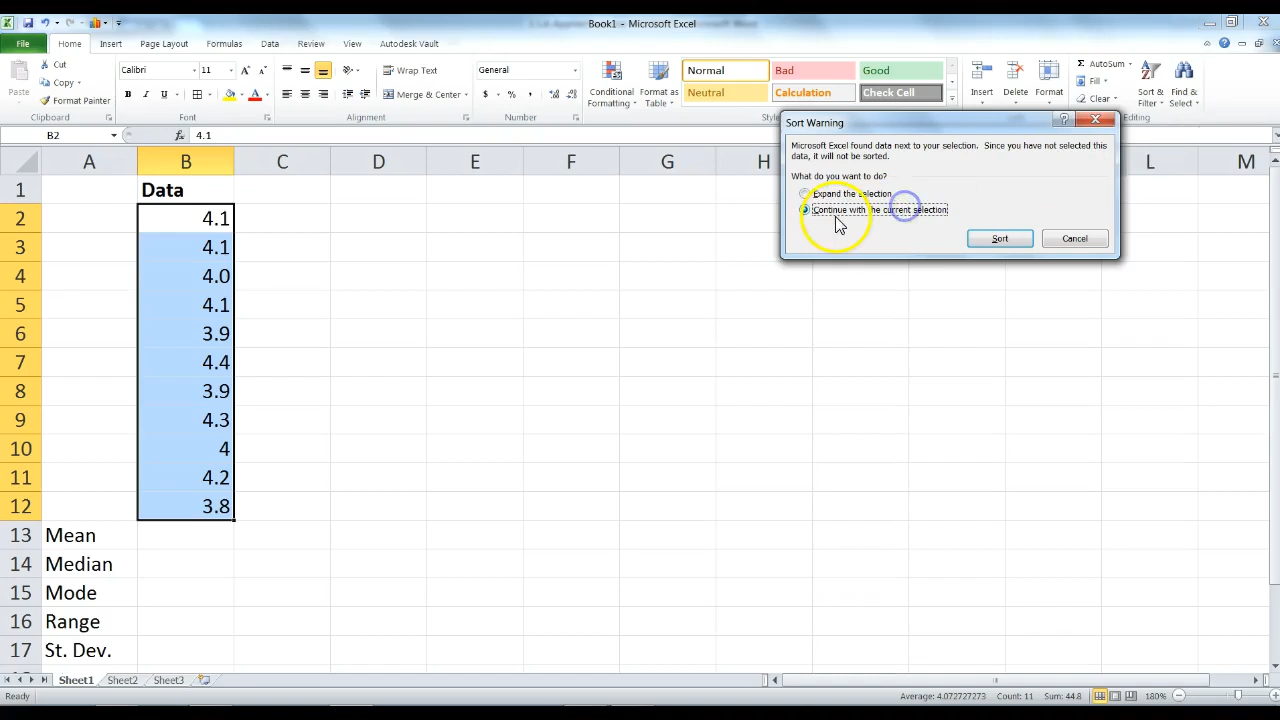 Book1 - Microsoft Excel
File Home Insert Page Layout Formulas Data Review View Autodesk Vault
Paste Cut Copy Format Painter Clipboard
Calibri 11 B I U A Font
Wrap Text Merge & Center Alignment
General $ % , Number
Conditional Formatting Format as Table
Normal Bad Good
Neutral Calculation Check Cell
Insert Delete Format
AutoSum Fill Clear Sort & Filter Find & Select
B2 fx 4.1
Sort Warning
Microsoft Excel found data next to your selection. Since you have not selected this
data, it will not be sorted.
What do you want to do?
Expand the selection
Continue with the current selection
Sort Cancel
A B C D E F G H L M
1 Data
2 4.1
3 4.1
4 4.0
5 4.1
6 3.9
7 4.4
8 3.9
9 4.3
10 4
11 4.2
12 3.8
13 Mean
14 Median
15 Mode
16 Range
17 St. Dev.
Sheet1 Sheet2 Sheet3
Ready Average: 4.072727273 Count: 11 Sum: 44.8 180%